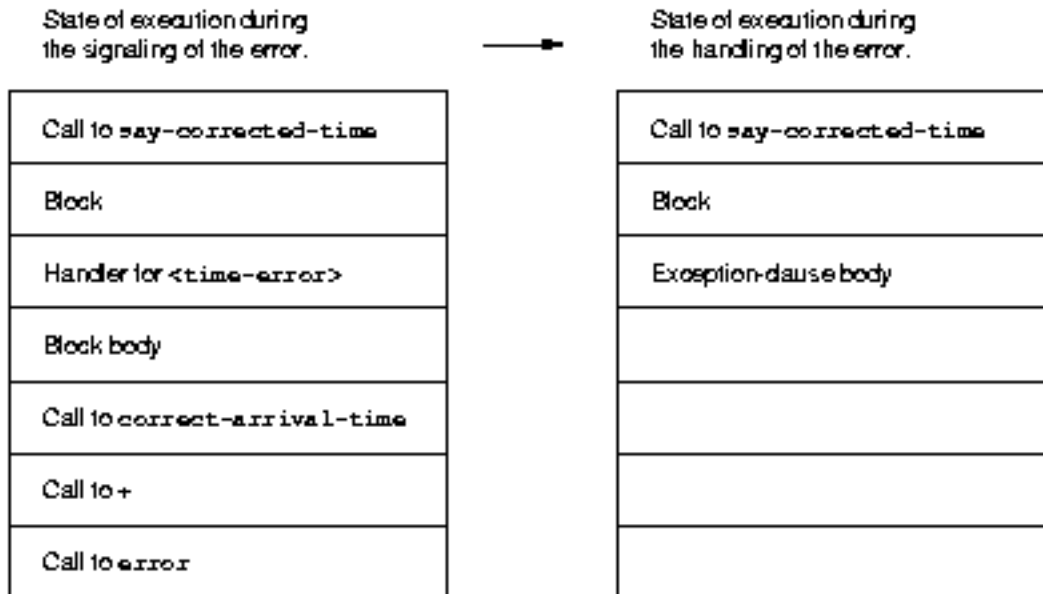 State of execution during
the signaling of the error.
State of execution during
the handling of the error.
Call to say-corrected-time
Block
Handler for <time-error>
Block body
Call to correct-arrival-time
Call to +
Call to error
Call to say-corrected-time
Block
Exception-clause body